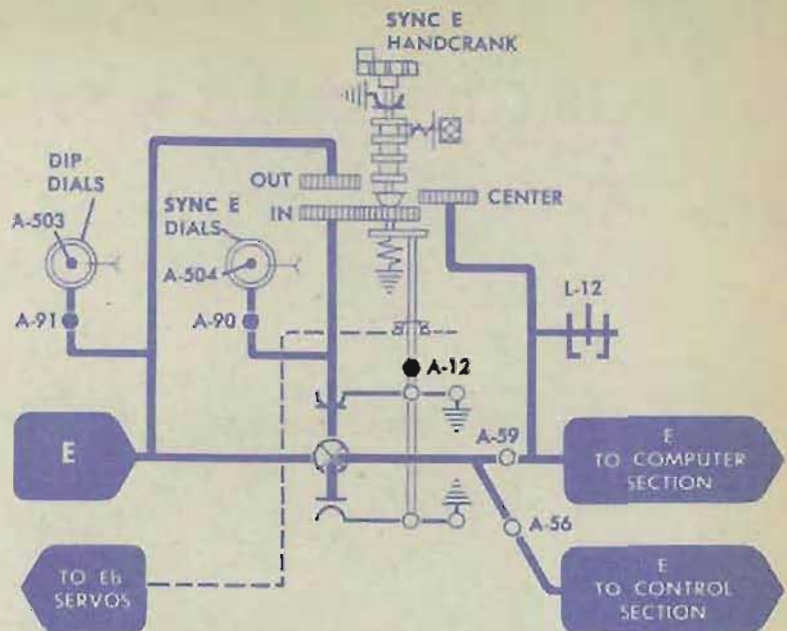 SYNC E
HANDCRANK
DIP
DIALS
A-503
OUT
SYNC E
DIALS
IN
CENTER
A-504
L-12
A-91
A-90
A-12
E
A-59
E
TO COMPUTER
SECTION
A-56
TO Eb
SERVOS
E
TO CONTROL
SECTION